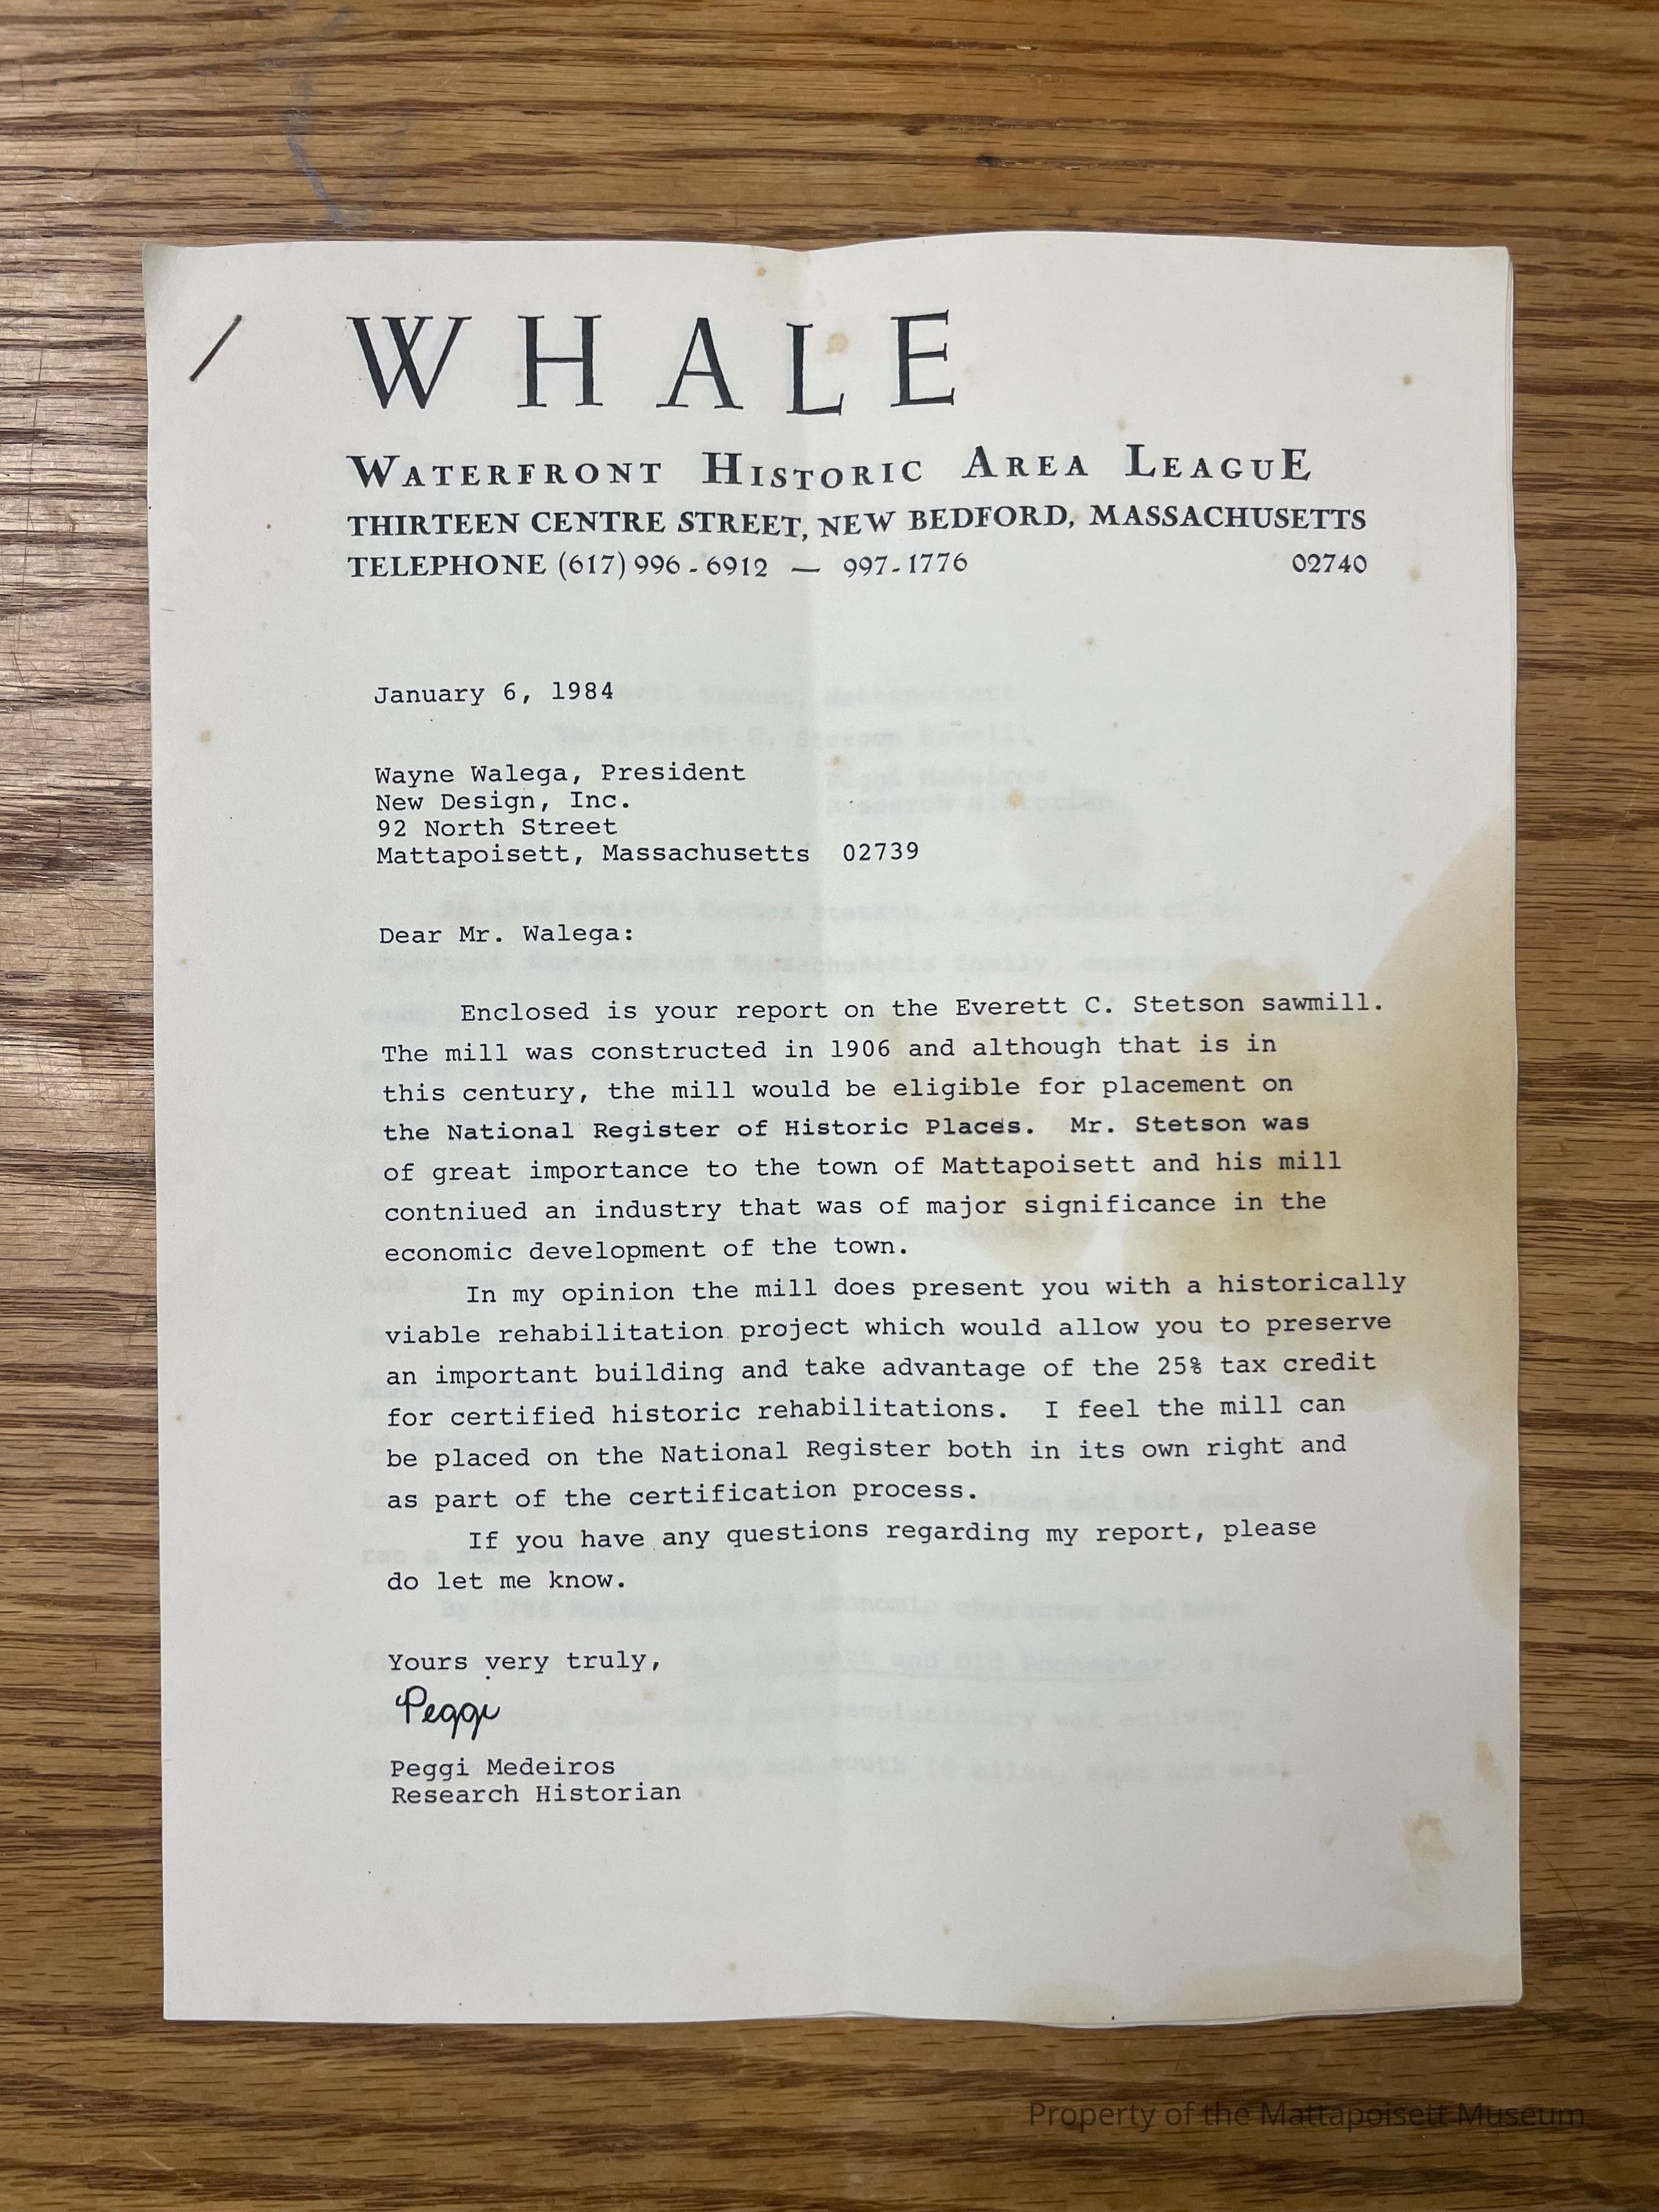 WHALE
WATERFRONT HISTORIC AREA LEAGUE
THIRTEEN CENTRE STREET, NEW BEDFORD, MASSACHUSETTS
TELEPHONE (617) 996-6912 — 997-1776 02740
January 6, 1984
Wayne Walega, President
New Design, Inc.
92 North Street
Mattapoisett, Massachusetts 02739
Dear Mr. Walega:
Enclosed is your report on the Everett C. Stetson sawmill.
The mill was constructed in 1906 and although that is in
this century, the mill would be eligible for placement on
the National Register of Historic Places. Mr. Stetson was
of great importance to the town of Mattapoisett and his mill
contniued an industry that was of major significance in the
economic development of the town.
In my opinion the mill does present you with a historically
viable rehabilitation project which would allow you to preserve
an important building and take advantage of the 25% tax credit
for certified historic rehabilitations. I feel the mill can
be placed on the National Register both in its own right and
as part of the certification process.
If you have any questions regarding my report, please
do let me know.
Yours very truly,
Peggi
Peggi Medeiros
Research Historian
Property of the Mattapoisett Museum